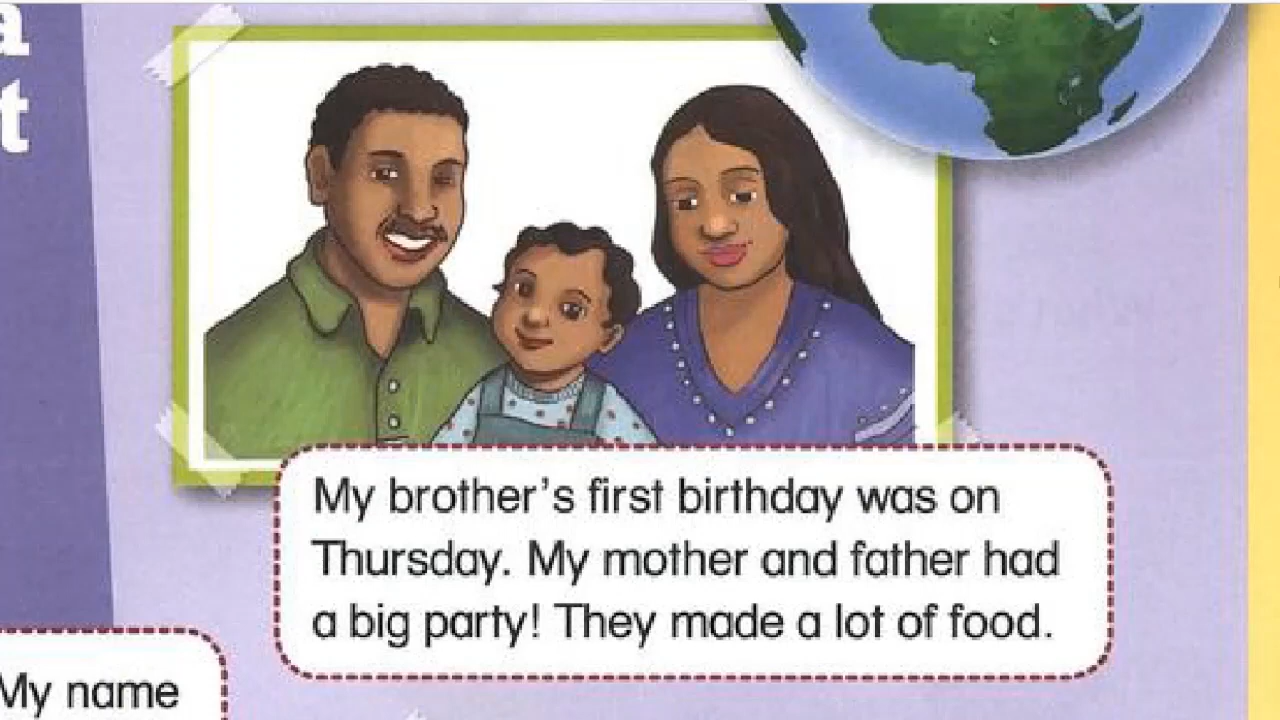 a
t
My brother's first birthday was on
Thursday. My mother and father had
a big party! They made a lot of food.
My name